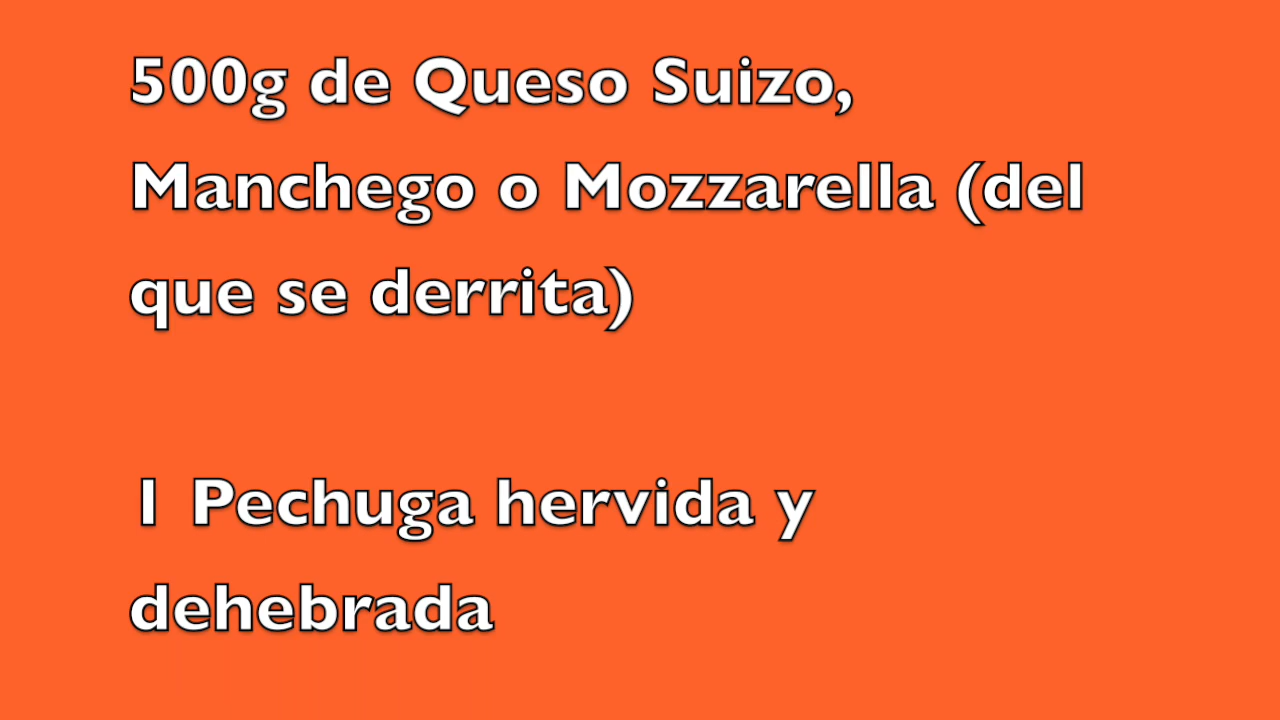 500g de Queso Suizo,
Manchego o Mozzarella (del
que se derrita)
1 Pechuga hervida y
dehebrada